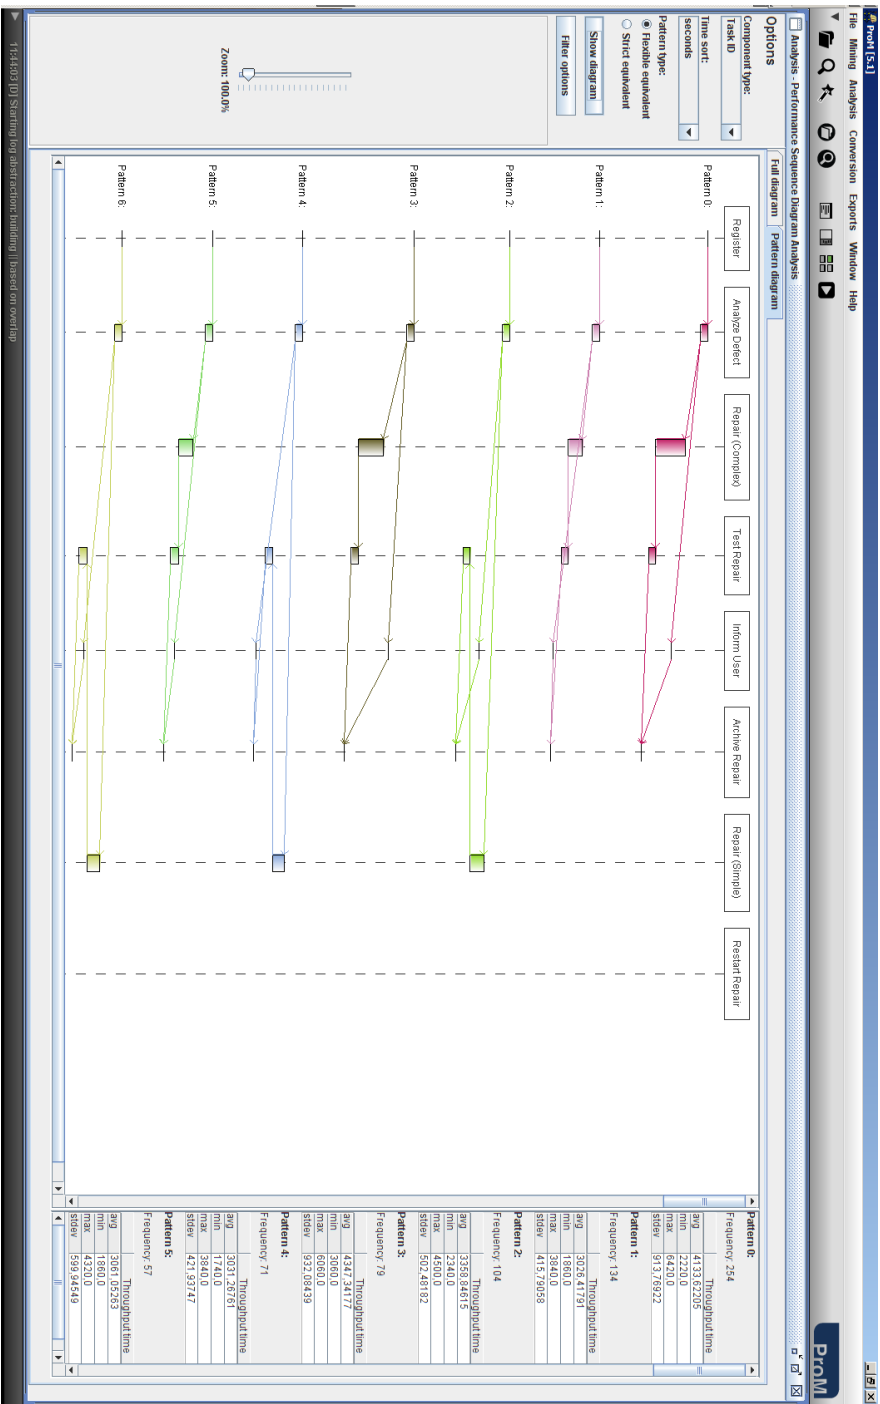 ProM [5.1]
File Mining Analysis Conversion Exports Window Help
ProM
Analysis - Performance Sequence Diagram Analysis
Options
Component type:
Task ID
Time sort:
seconds
Pattern type:
Flexible equivalent
Strict equivalent
Show diagram
Filter options
Zoom: 100.0%
Full diagram
Pattern diagram
Register
Analyze Defect
Repair (Complex)
Test Repair
Inform User
Archive Repair
Repair (Simple)
Restart Repair
Pattern 0:
Pattern 1:
Pattern 2:
Pattern 3:
Pattern 4:
Pattern 5:
Pattern 6:
Pattern 0:
Frequency: 254
Throughput time
avg 4133.62205
min 2220.0
max 6420.0
stdev 913.76922
Pattern 1:
Frequency: 134
Throughput time
avg 3026.41791
min 1860.0
max 3840.0
stdev 415.79058
Pattern 2:
Frequency: 104
Throughput time
avg 3358.84615
min 2340.0
max 4500.0
stdev 502.48182
Pattern 3:
Frequency: 79
Throughput time
avg 4347.34177
min 3060.0
max 6060.0
stdev 932.08439
Pattern 4:
Frequency: 71
Throughput time
avg 3031.26761
min 1740.0
max 3840.0
stdev 421.93747
Pattern 5:
Frequency: 57
Throughput time
avg 3061.05263
min 1860.0
max 4320.0
stdev 599.94549
11:44:03 [D] Starting log abstraction: building || based on overlap